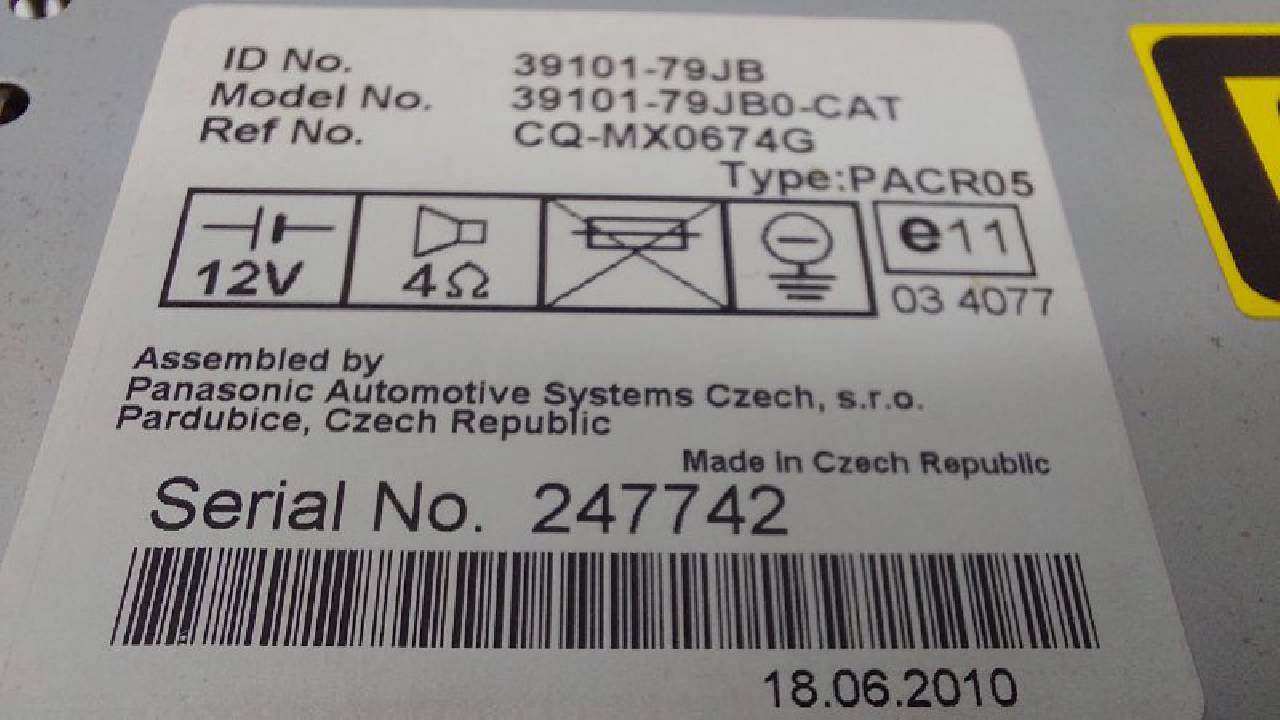 ID No. 39101-79JB
Model No. 39101-79JB0-CAT
Ref No. CQ-MX0674G
Type:PACR05
12V 4Ω e11
03 4077
Assembled by
Panasonic Automotive Systems Czech, s.r.o.
Pardubice, Czech Republic
Made in Czech Republic
Serial No. 247742
18.06.2010